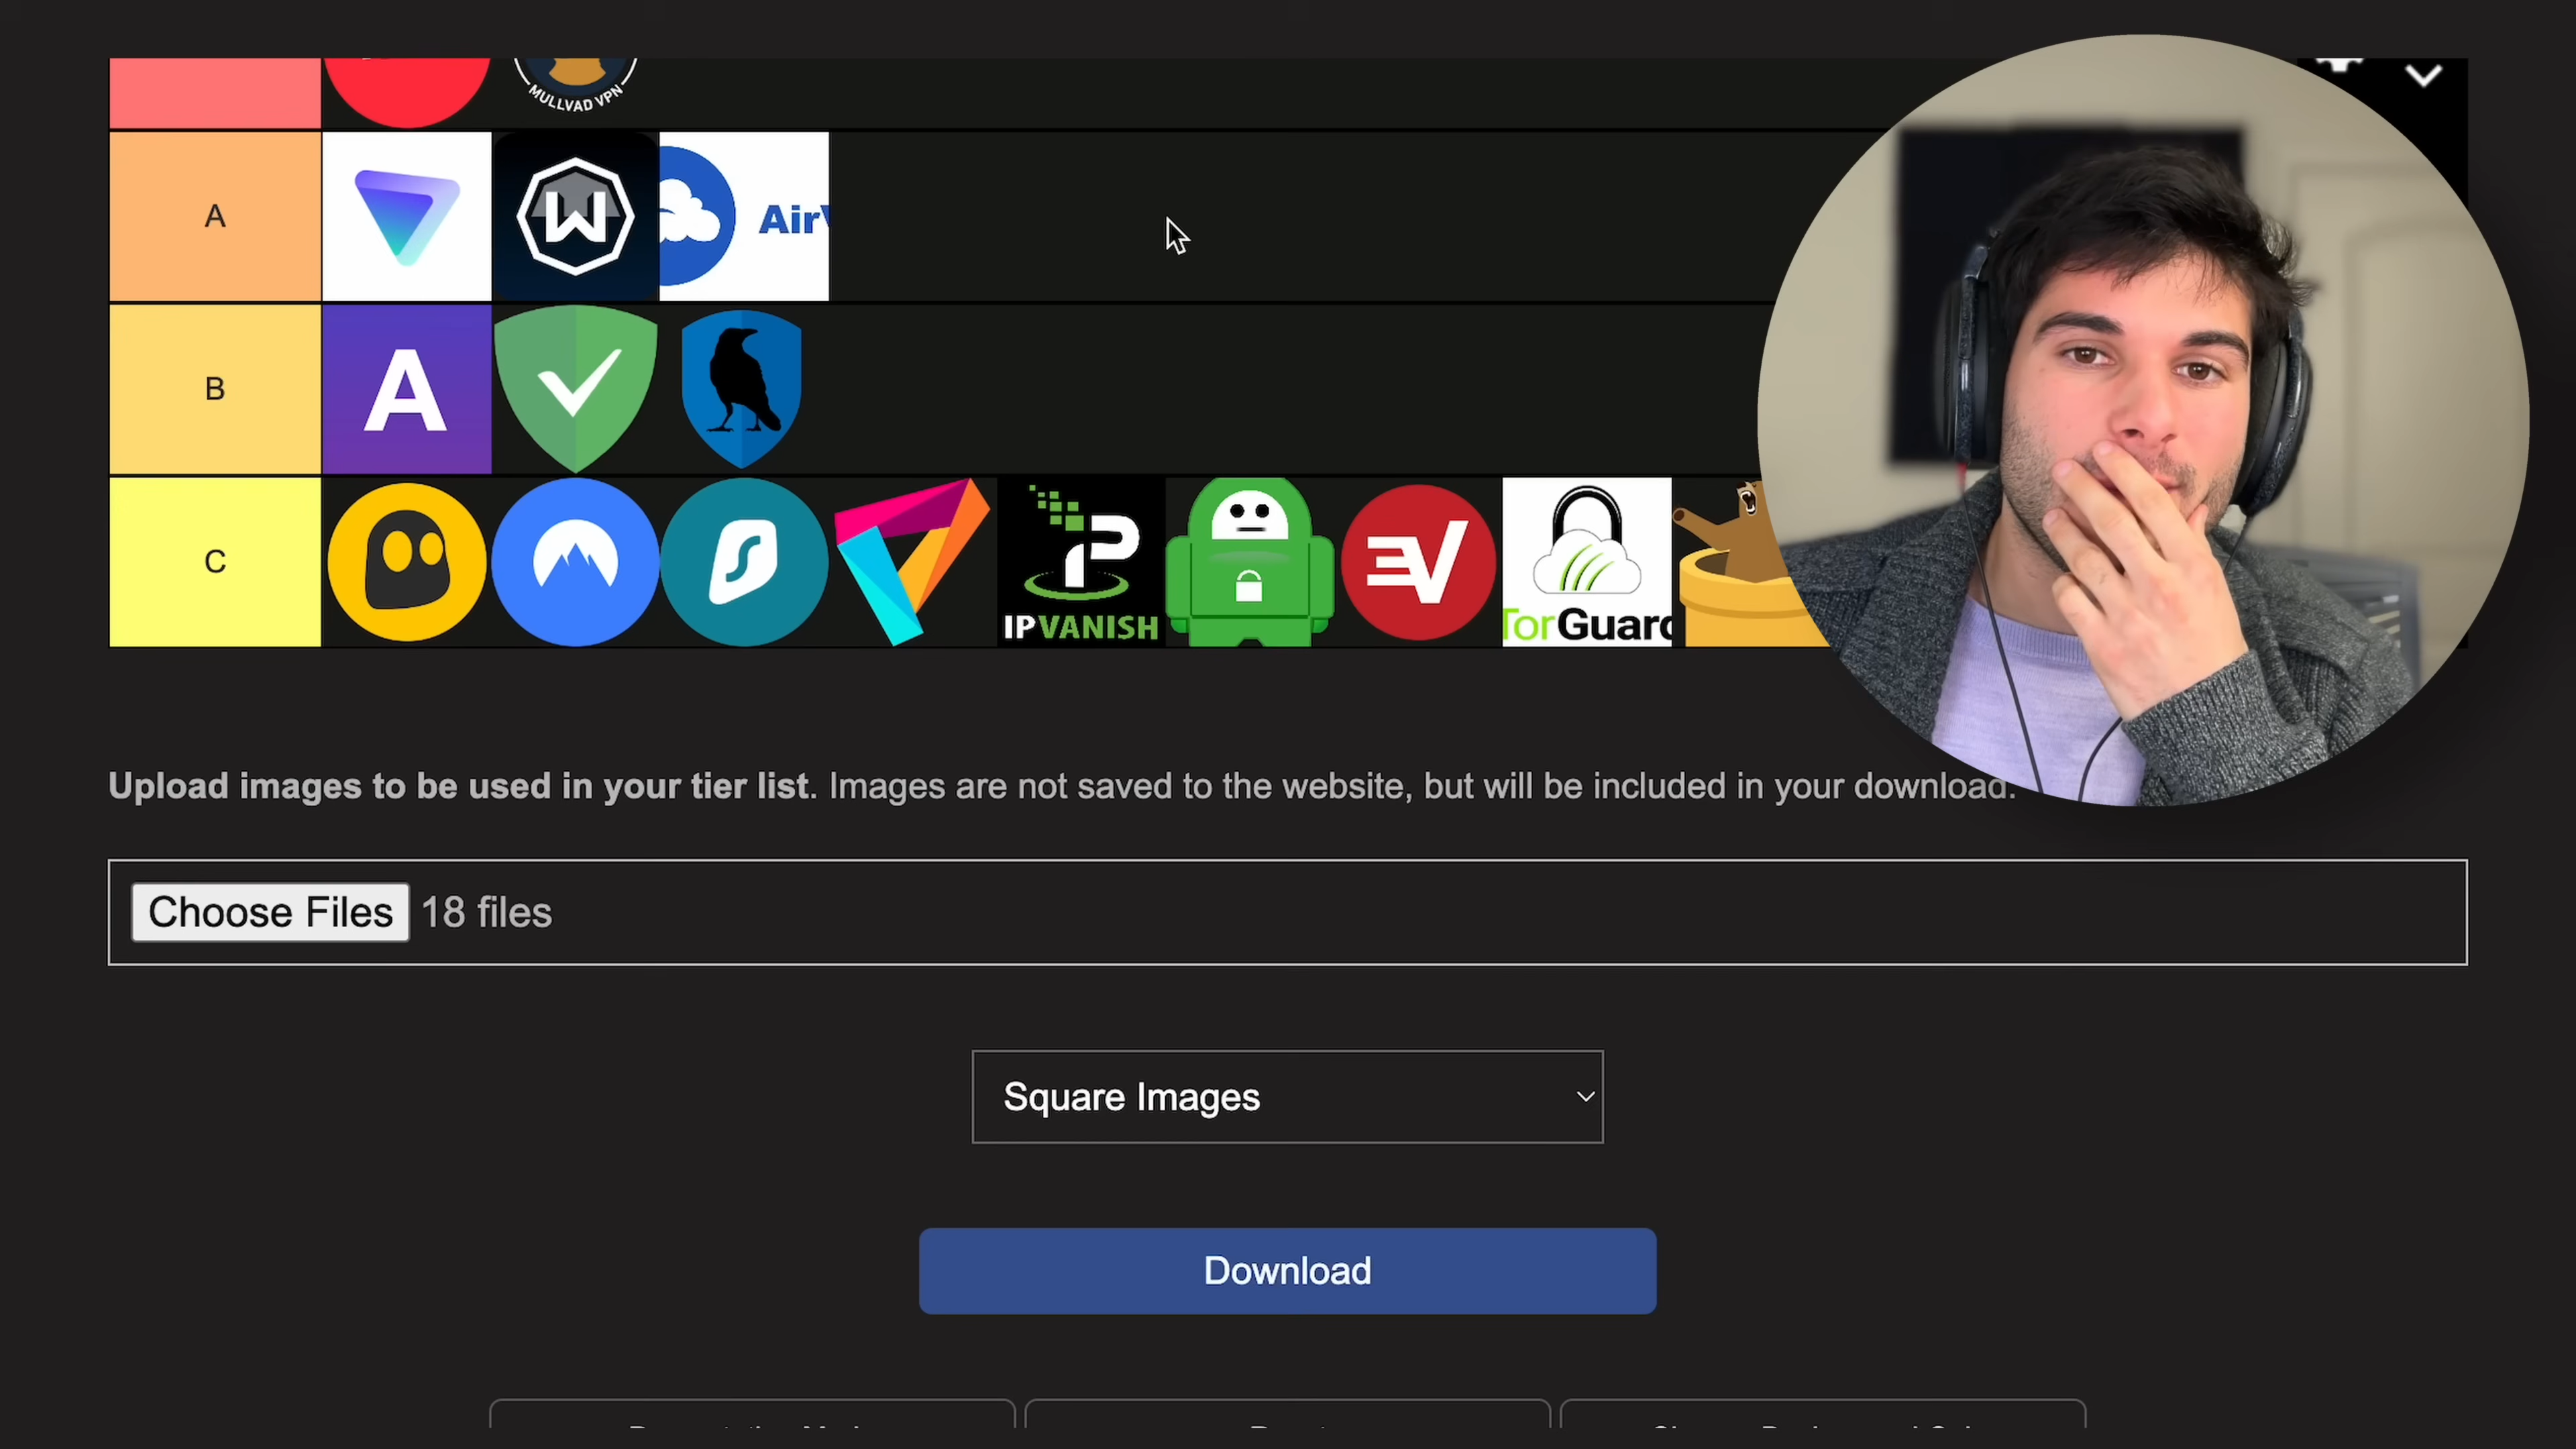 MULLVAD VPN
A
W
Air
B
A
C
IPVANISH
TorGuard
Upload images to be used in your tier list. Images are not saved to the website, but will be included in your download.
Choose Files 18 files
Square Images
Download